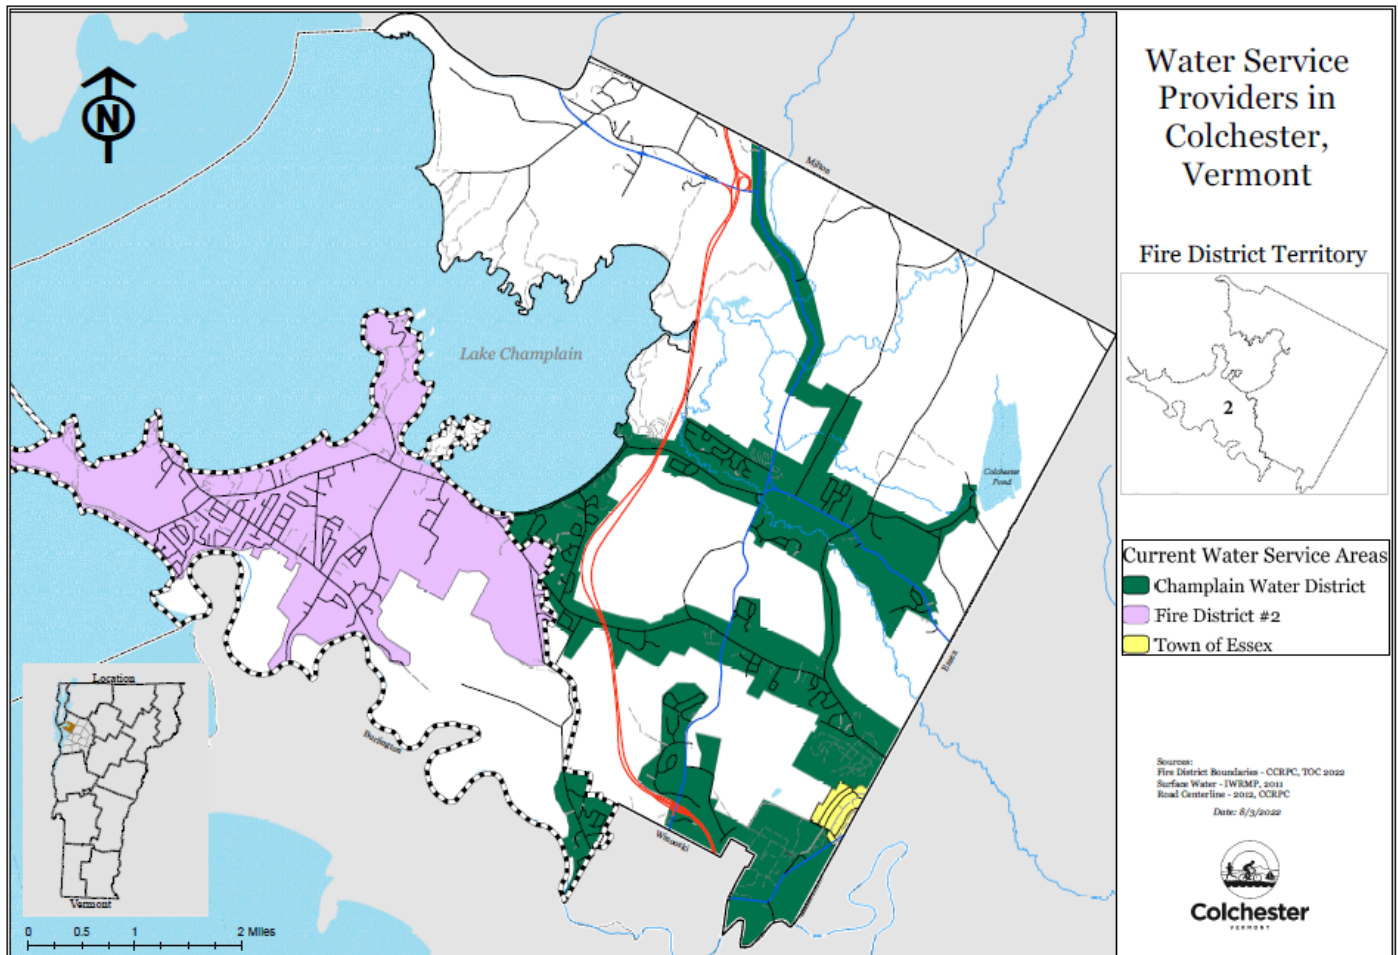 Water Service
Providers in
Colchester,
Vermont
Fire District Territory
2
Current Water Service Areas
Champlain Water District
Fire District #2
Town of Essex
Sources:
Fire District Boundaries - CCRPC, TOC 2022
Surface Water - IWRMP, 2011
Road Centerline - 2012, CCRPC
Date: 8/3/2022
Colchester
VERMONT
N
Milton
Lake Champlain
Colchester
Pond
Essex
Burlington
Winooski
Location
Vermont
0 0.5 1 2 Miles